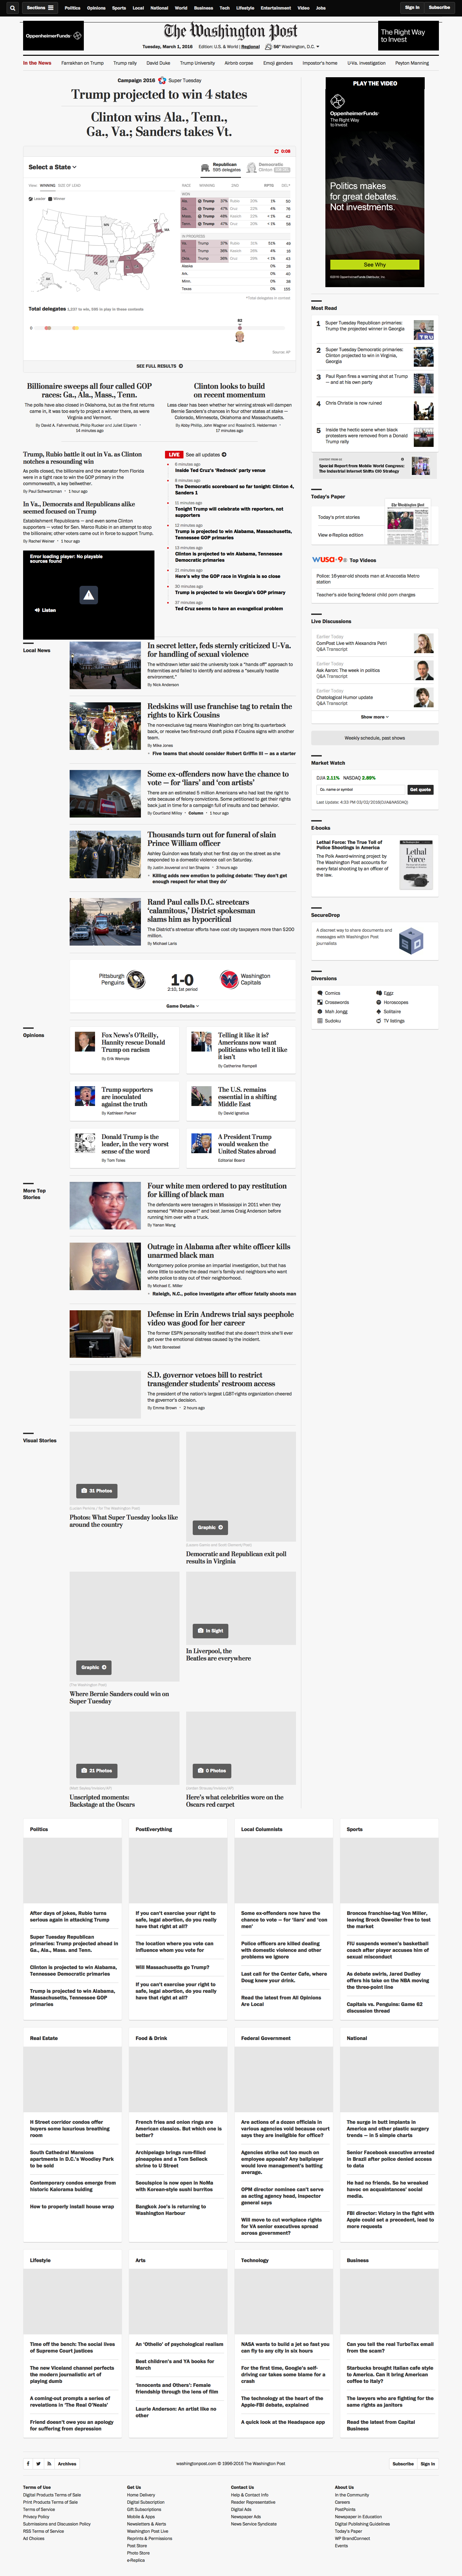 Sections
Politics Opinions Sports Local National World Business Tech Lifestyle Entertainment Video Jobs
Sign In Subscribe
OppenheimerFunds
The Washington Post
The Right Way
to Invest
Tuesday, March 1, 2016 Edition: U.S. & World | Regional 58° Washington, D.C.
In the News Farrakhan on Trump Trump rally David Duke Trump University Airbnb corpse Emoji genders Impostor's home U-Va. investigation Peyton Manning
Campaign 2016 Super Tuesday
Trump projected to win 4 states
Clinton wins Ala., Tenn.,
Ga., Va.; Sanders takes Vt.
0:08
Select a State
Republican
595 delegates
Democratic
Total delegates
SEE FULL RESULTS
Source: AP
Billionaire sweeps all four called GOP
races: Ga., Ala., Mass., Tenn.
The polls have also closed in Oklahoma, but as the first returns
came in, it was too early to project a winner there, as were
Virginia and Vermont.
By David A. Fahrenthold, Philip Rucker and Juliet Eilperin
14 minutes ago
Clinton looks to build
on recent momentum
Less clear has been whether her strong night would dampen
Bernie Sanders's chances in four other states at stake —
Colorado, Minnesota, Oklahoma and Massachusetts.
By Abby Phillip, John Wagner and Rosalind S. Helderman
17 minutes ago
Trump, Rubio battle it out in Va. as Clinton
notches a resounding win
As polls closed, the billionaire and the senator from Florida
were in a tight race to win the GOP primary in the
commonwealth, a key bellwether.
By Paul Schwartzman 1 hour ago
In Va., Democrats and Republicans alike
seemed focused on Trump
Establishment Republicans — and even some Clinton
supporters — voted for Sen. Marco Rubio in an attempt to stop
the billionaire; other voters came out in force to support Trump.
By Rachel Weiner 1 hour ago
Error loading player: No playable
sources found
Listen
LIVE See all updates
6 minutes ago
Inside Ted Cruz's 'Redneck' party venue
8 minutes ago
The Democratic scoreboard so far tonight: Clinton 4,
Sanders 1
11 minutes ago
Tonight Trump will celebrate with reporters, not
supporters
12 minutes ago
Trump is projected to win Alabama, Massachusetts,
Tennessee GOP primaries
13 minutes ago
Clinton is projected to win Alabama, Tennessee
Democratic primaries
21 minutes ago
Here's why the GOP race in Virginia is so close
30 minutes ago
Trump is projected to win Georgia's GOP primary
37 minutes ago
Ted Cruz seems to have an evangelical problem
PLAY THE VIDEO
OppenheimerFunds
The Right Way
to Invest
Politics makes
for great debates.
Not investments.
See Why
Most Read
1 Super Tuesday Republican primaries:
Trump the projected winner in Georgia
2 Super Tuesday Democratic primaries:
Clinton projected to win in Virginia,
Georgia
3 Paul Ryan fires a warning shot at Trump
— and at his own party
4 Chris Christie is now ruined
5 Inside the hectic scene when black
protesters were removed from a Donald
Trump rally
Special Report from Mobile World Congress:
The Industrial Internet Shifts CIO Strategy
Today's Paper
Today's print stories
View e-Replica edition
WUSA 9 Top Videos
Police: 16-year-old shoots man at Anacostia Metro
station
Teacher's aide facing federal child porn charges
Live Discussions
Earlier Today
ComPost Live with Alexandra Petri
Q&A Transcript
Earlier Today
Ask Aaron: The week in politics
Q&A Transcript
Earlier Today
Chatological Humor update
Q&A Transcript
Show more
Weekly schedule, past shows
Market Watch
DJIA 2.11% NASDAQ 2.89%
Co. name or symbol Get quote
Last Update: 4:33 PM 03/02/2016(DJIA&NASDAQ)
E-books
Lethal Force: The True Toll of
Police Shootings in America
The Polk Award-winning project by
The Washington Post accounts for
every fatal shooting by an officer of
the law.
Lethal
Force
SecureDrop
A discreet way to share documents and
messages with Washington Post
journalists
Diversions
Comics Eggz
Crosswords Horoscopes
Mah Jongg Solitaire
Sudoku TV listings
Local News
In secret letter, feds sternly criticized U-Va.
for handling of sexual violence
The withdrawn letter said the university took a "hands off" approach to
fraternities and failed to identify and address a "sexually hostile
environment."
By Nick Anderson
Redskins will use franchise tag to retain the
rights to Kirk Cousins
The non-exclusive tag means Washington can bring its quarterback
back, or receive two first-round draft picks if Cousins signs with another
team.
By Mike Jones
Five teams that should consider Robert Griffin III — as a starter
Some ex-offenders now have the chance to
vote — for 'liars' and 'con artists'
There are an estimated 5 million Americans who had lost the right to
vote because of felony convictions. Some petitioned to get their rights
back just in time for a campaign full of insults and bad behavior.
By Courtland Milloy Column 1 hour ago
Thousands turn out for funeral of slain
Prince William officer
Ashley Guindon was fatally shot her first day on the street as she
responded to a domestic violence call on Saturday.
By Justin Jouvenal and Ian Shapira 3 hours ago
Killing adds new emotion to policing debate: 'They don't get
enough respect for what they do'
Rand Paul calls D.C. streetcars
'calamitous,' District spokesman
slams him as hypocritical
The District's streetcar efforts have cost city taxpayers more than $200
million.
By Michael Laris
Pittsburgh
Penguins
1-0
2:15, 1st period
Washington
Capitals
Game Details
Opinions
Fox News's O'Reilly,
Hannity rescue Donald
Trump on racism
By Erik Wemple
Telling it like it is?
Americans now want
politicians who tell it like
it isn't
By Catherine Rampell
Trump supporters
are inoculated
against the truth
By Kathleen Parker
The U.S. remains
essential in a shifting
Middle East
By David Ignatius
Donald Trump is the
leader, in the very worst
sense of the word
By Tom Toles
A President Trump
would weaken the
United States abroad
Editorial Board
More Top
Stories
Four white men ordered to pay restitution
for killing of black man
The defendants were teenagers in Mississippi in 2011 when they
screamed "White power!" and beat James Craig Anderson before
running him over with a truck.
By Yanan Wang
Outrage in Alabama after white officer kills
unarmed black man
Montgomery police promise an impartial investigation, but that has
done little to soothe the dead man's family and neighbors who want
white police to stay out of their neighborhood.
By Michael E. Miller
Raleigh, N.C., police investigate after officer fatally shoots man
Defense in Erin Andrews trial says peephole
video was good for her career
The former ESPN personality testified that she doesn't think she'll ever
get over the emotional distress caused by the incident.
By Matt Bonesteel
S.D. governor vetoes bill to restrict
transgender students' restroom access
The president of the nation's largest LGBT-rights organization cheered
the governor's decision.
By Emma Brown 2 hours ago
Visual Stories
31 Photos
Photos: What Super Tuesday looks like
around the country
Graphic
Democratic and Republican exit poll
results in Virginia
Graphic
Where Bernie Sanders could win on
Super Tuesday
In Sight
In Liverpool, the
Beatles are everywhere
21 Photos
Unscripted moments:
Backstage at the Oscars
0 Photos
Here's what celebrities wore on the
Oscars red carpet
Politics
After days of jokes, Rubio turns
serious again in attacking Trump
Super Tuesday Republican
primaries: Trump projected ahead in
Ga., Ala., Mass. and Tenn.
Clinton is projected to win Alabama,
Tennessee Democratic primaries
Trump is projected to win Alabama,
Massachusetts, Tennessee GOP
primaries
PostEverything
If you can't exercise your right to
safe, legal abortion, do you really
have that right at all?
The location where you vote can
influence whom you vote for
Will Massachusetts go Trump?
If you can't exercise your right to
safe, legal abortion, do you really
have that right at all?
Local Columnists
Some ex-offenders now have the
chance to vote — for 'liars' and 'con
men'
Police officers are killed dealing
with domestic violence and other
problems we ignore
Last call for the Center Cafe, where
Doug knew your drink.
Read the latest from All Opinions
Are Local
Sports
Broncos franchise-tag Von Miller,
leaving Brock Osweiler free to test
the market
FIU suspends women's basketball
coach after player accuses him of
sexual misconduct
As debate swirls, Jared Dudley
offers his take on the NBA moving
the three-point line
Capitals vs. Penguins: Game 62
discussion thread
Real Estate
H Street corridor condos offer
buyers some luxurious breathing
room
South Cathedral Mansions
apartments in D.C.'s Woodley Park
to be sold
Contemporary condos emerge from
historic Kalorama building
How to properly install house wrap
Food & Drink
French fries and onion rings are
American classics. But which one is
better?
Archipelago brings rum-filled
pineapples and a Tom Selleck
shrine to U Street
Seoulspice is now open in NoMa
with Korean-style sushi burritos
Bangkok Joe's is returning to
Washington Harbour
Federal Government
Are actions of a dozen officials in
various agencies void because court
says they are ineligible for office?
Agencies strike out too much on
employee appeals? Any ballplayer
would love management's batting
average.
OPM director nominee can't serve
as acting agency head, inspector
general says
Will move to cut workplace rights
for VA senior executives spread
across government?
National
The surge in butt implants in
America and other plastic surgery
trends — in 5 simple charts
Senior Facebook executive arrested
in Brazil after police denied access
to data
He had no friends. So he wreaked
havoc on acquaintances' social
media.
FBI director: Victory in the fight with
Apple could set a precedent, lead to
more requests
Lifestyle
Time off the bench: The social lives
of Supreme Court justices
The new Viceland channel perfects
the modern journalistic art of
playing dumb
A coming-out prompts a series of
revelations in 'The Real O'Neals'
Friend doesn't owe you an apology
for suffering from depression
Arts
An 'Othello' of psychological realism
Best children's and YA books for
March
'Innocents and Others': Female
friendship through the lens of film
Laurie Anderson: An artist like no
other
Technology
NASA wants to build a jet so fast you
can fly to any city in six hours
For the first time, Google's self-
driving car takes some blame for a
crash
The technology at the heart of the
Apple-FBI debate, explained
A quick look at the Headspace app
Business
Can you tell the real TurboTax email
from the scam?
Starbucks brought Italian cafe style
to America. Can it bring American
coffee to Italy?
The lawyers who are fighting for the
same rights as janitors
Read the latest from Capital
Business
Archives
washingtonpost.com © 1996-2016 The Washington Post
Subscribe Sign In
Terms of Use
Digital Products Terms of Sale
Print Products Terms of Sale
Terms of Service
Privacy Policy
Submissions and Discussion Policy
RSS Terms of Service
Ad Choices
Get Us
Home Delivery
Digital Subscription
Gift Subscriptions
Mobile & Apps
Newsletters & Alerts
Washington Post Live
Reprints & Permissions
Post Store
Photo Store
e-Replica
Contact Us
Help & Contact Info
Reader Representative
Digital Ads
Newspaper Ads
News Service Syndicate
About Us
In the Community
Careers
PostPoints
Newspaper in Education
Digital Publishing Guidelines
Today's Paper
WP BrandConnect
Events